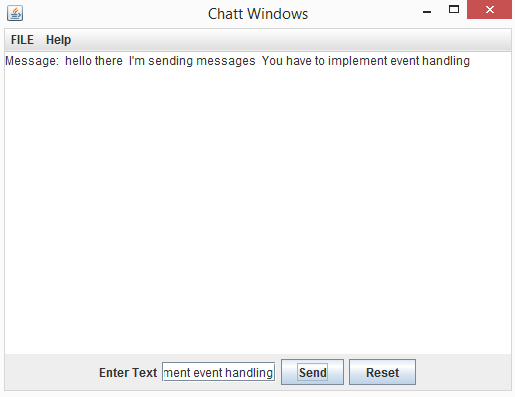 Chatt Windows
FILE Help
Message:  hello there  I'm sending messages  You have to implement event handling
Enter Text ment event handling Send Reset